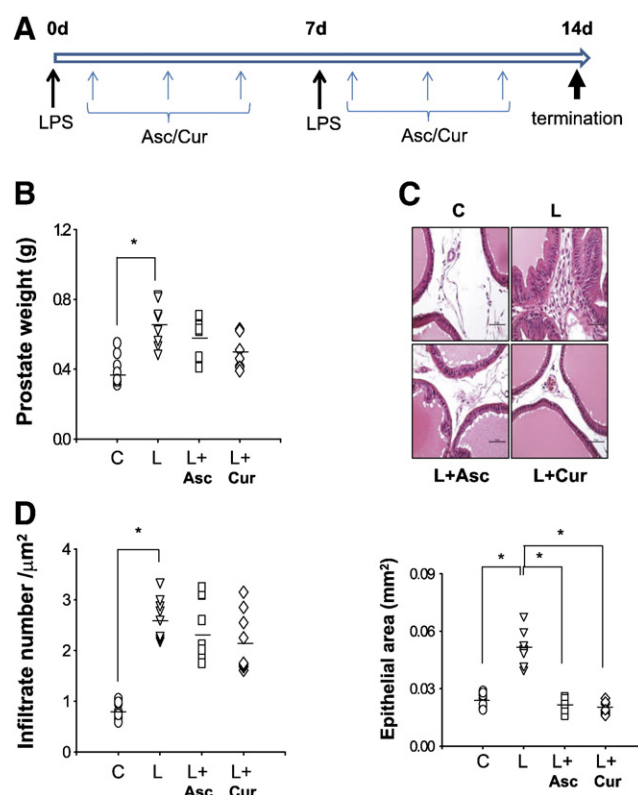 A
0d 7d 14d
LPS LPS termination
Asc/Cur Asc/Cur
B
Prostate weight (g)
1.2
0.8
0.4
0.0
*
C L L+ L+
Asc Cur
C
C L
L+Asc L+Cur
D
Infiltrate number /μm²
4
3
2
1
0
*
C L L+ L+
Asc Cur
Epithelial area (mm²)
0.09
0.06
0.03
0.00
*
* *
C L L+ L+
Asc Cur